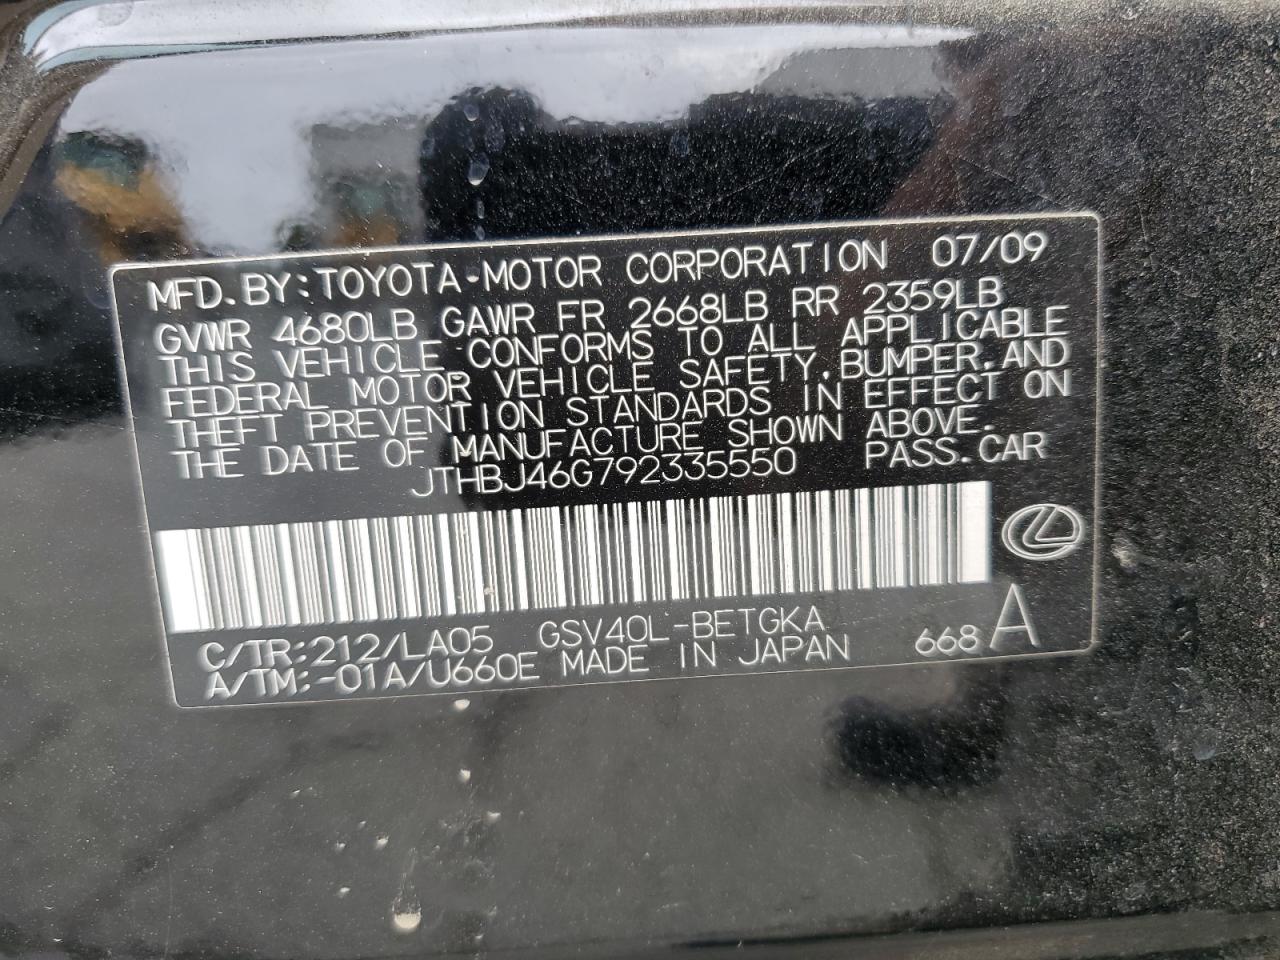 MFD. BY: TOYOTA MOTOR CORPORATION 07/09
GVWR 4680LB GAWR FR 2668LB RR 2359LB
THIS VEHICLE CONFORMS TO ALL APPLICABLE
FEDERAL MOTOR VEHICLE SAFETY, BUMPER, AND
THEFT PREVENTION STANDARDS IN EFFECT ON
THE DATE OF MANUFACTURE SHOWN ABOVE.
JTHBJ46G792335550 PASS. CAR
C/TR: 212/LA05 GSV40L-BETGKA
A/TM: -01A/U660E MADE IN JAPAN 668 A